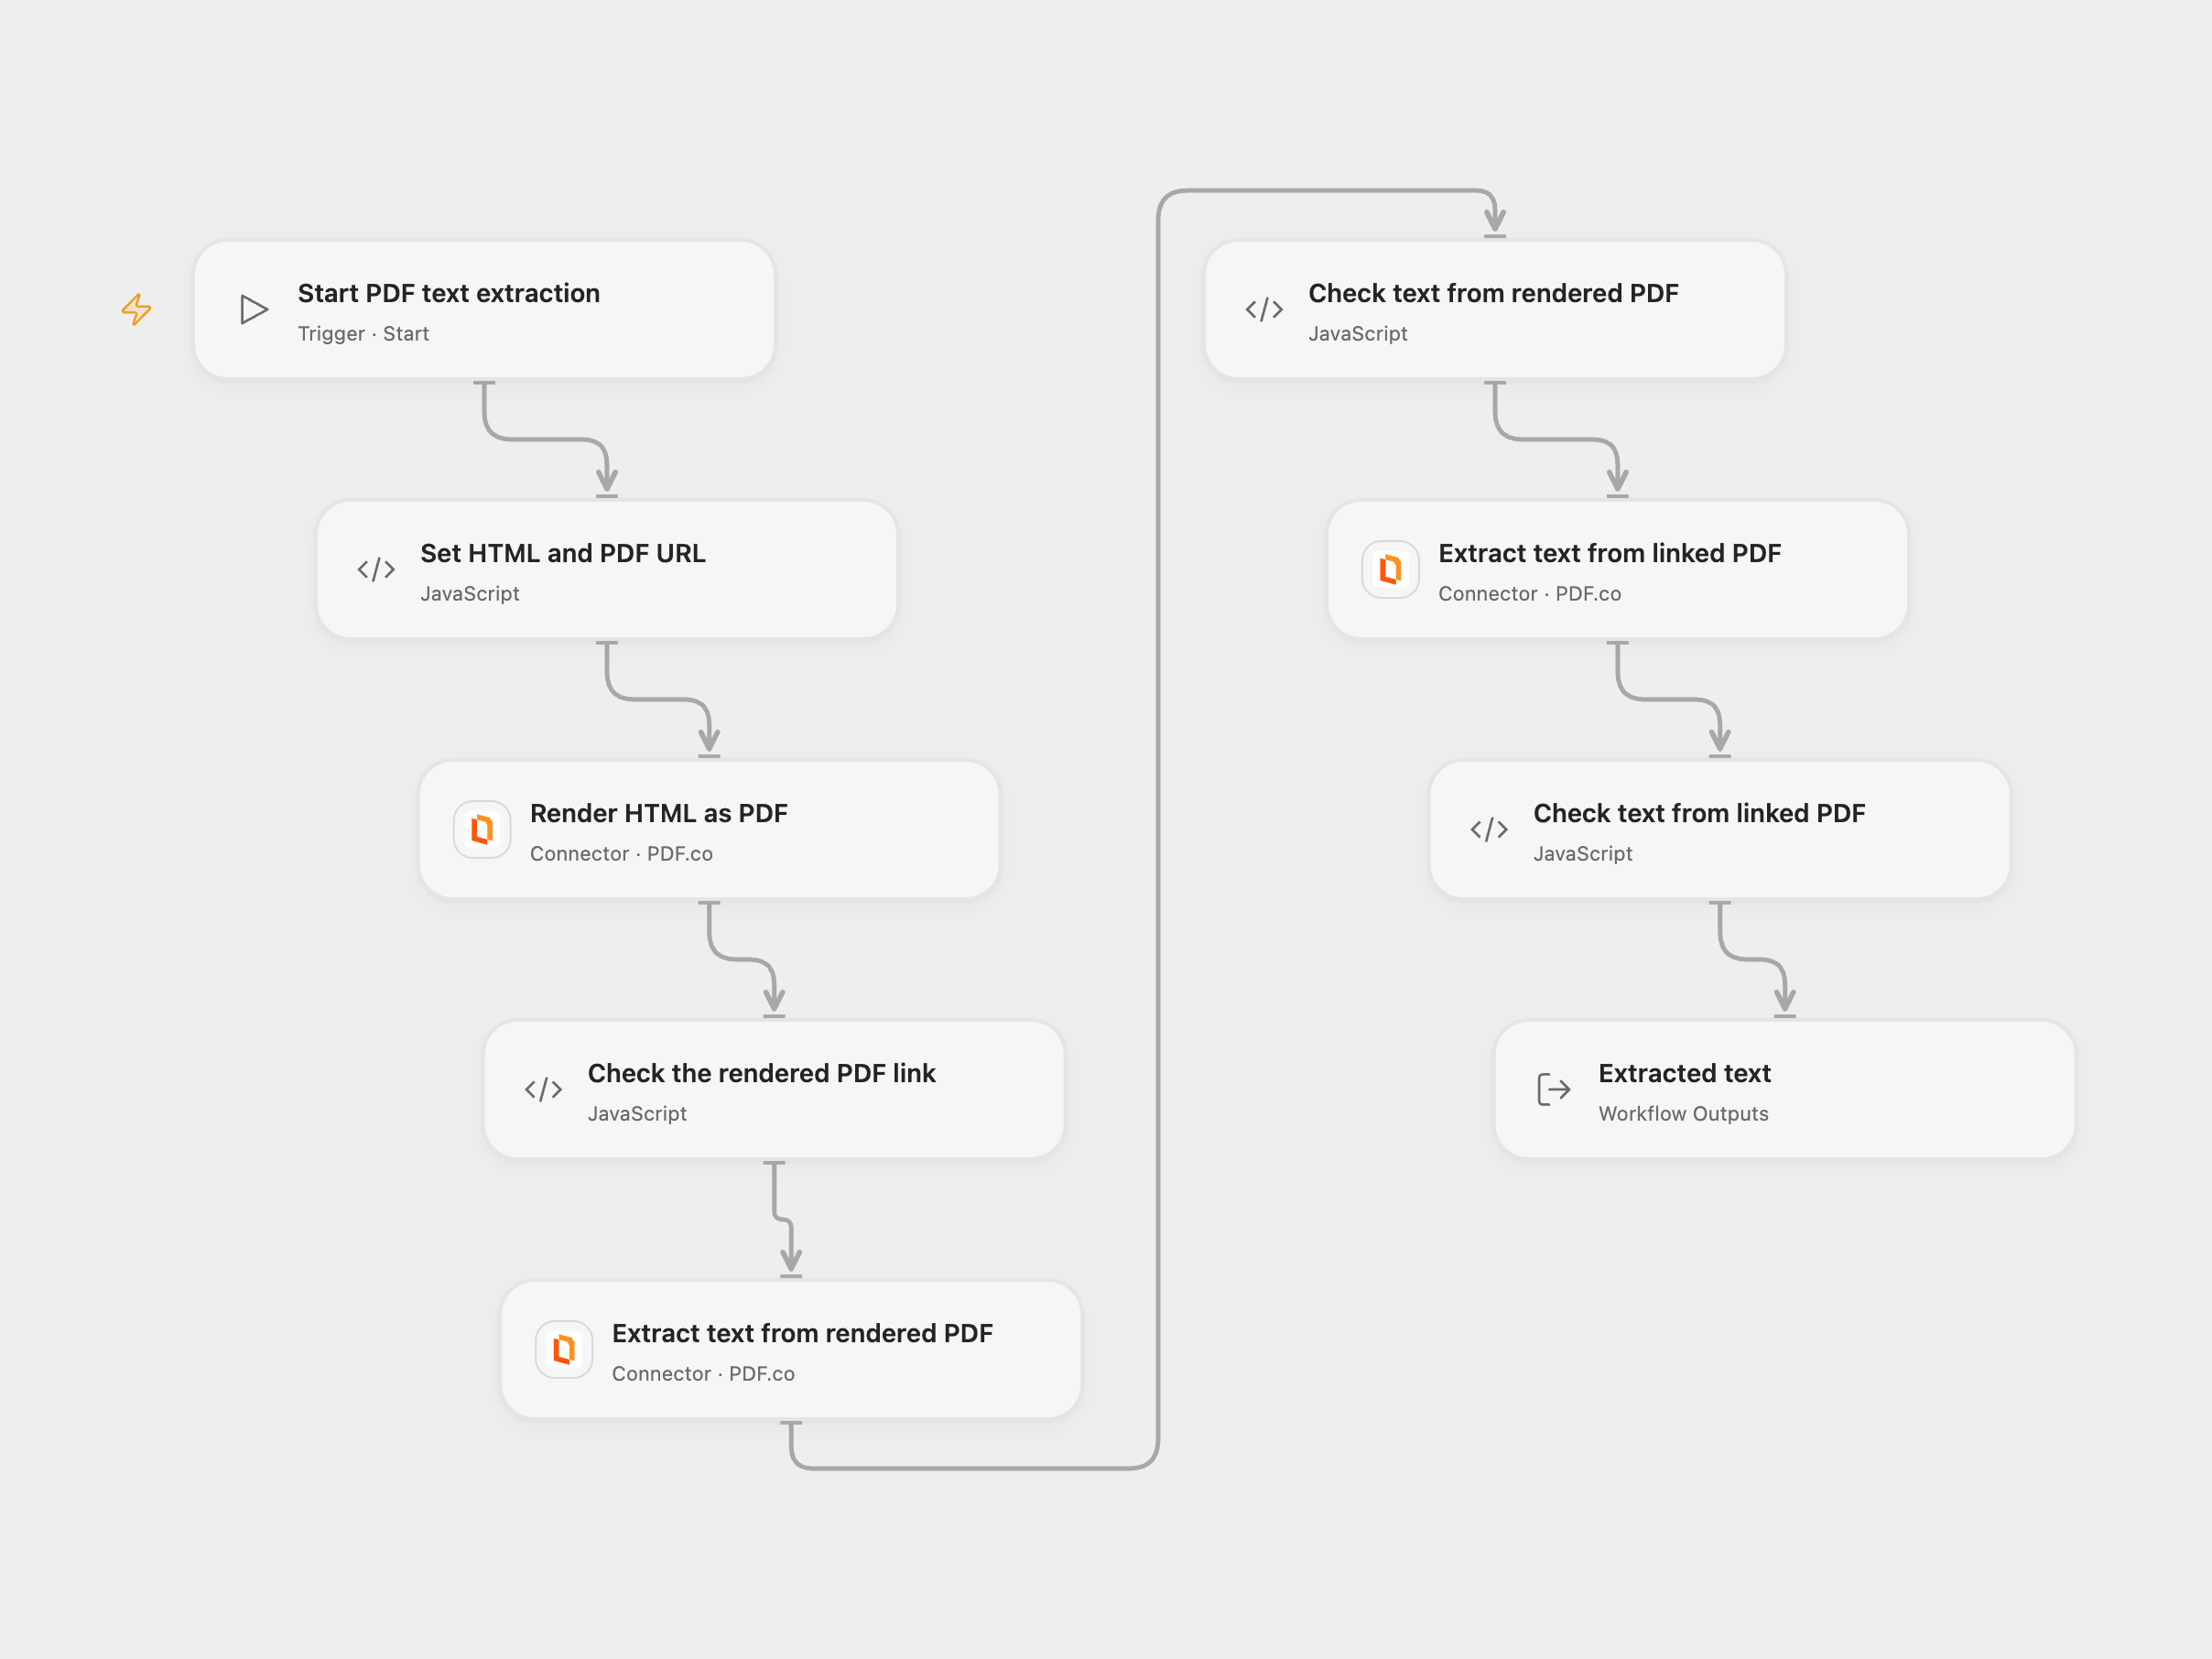 Start PDF text extraction
Trigger · Start
Set HTML and PDF URL
JavaScript
Render HTML as PDF
Connector · PDF.co
Check the rendered PDF link
JavaScript
Extract text from rendered PDF
Connector · PDF.co
Check text from rendered PDF
JavaScript
Extract text from linked PDF
Connector · PDF.co
Check text from linked PDF
JavaScript
Extracted text
Workflow Outputs